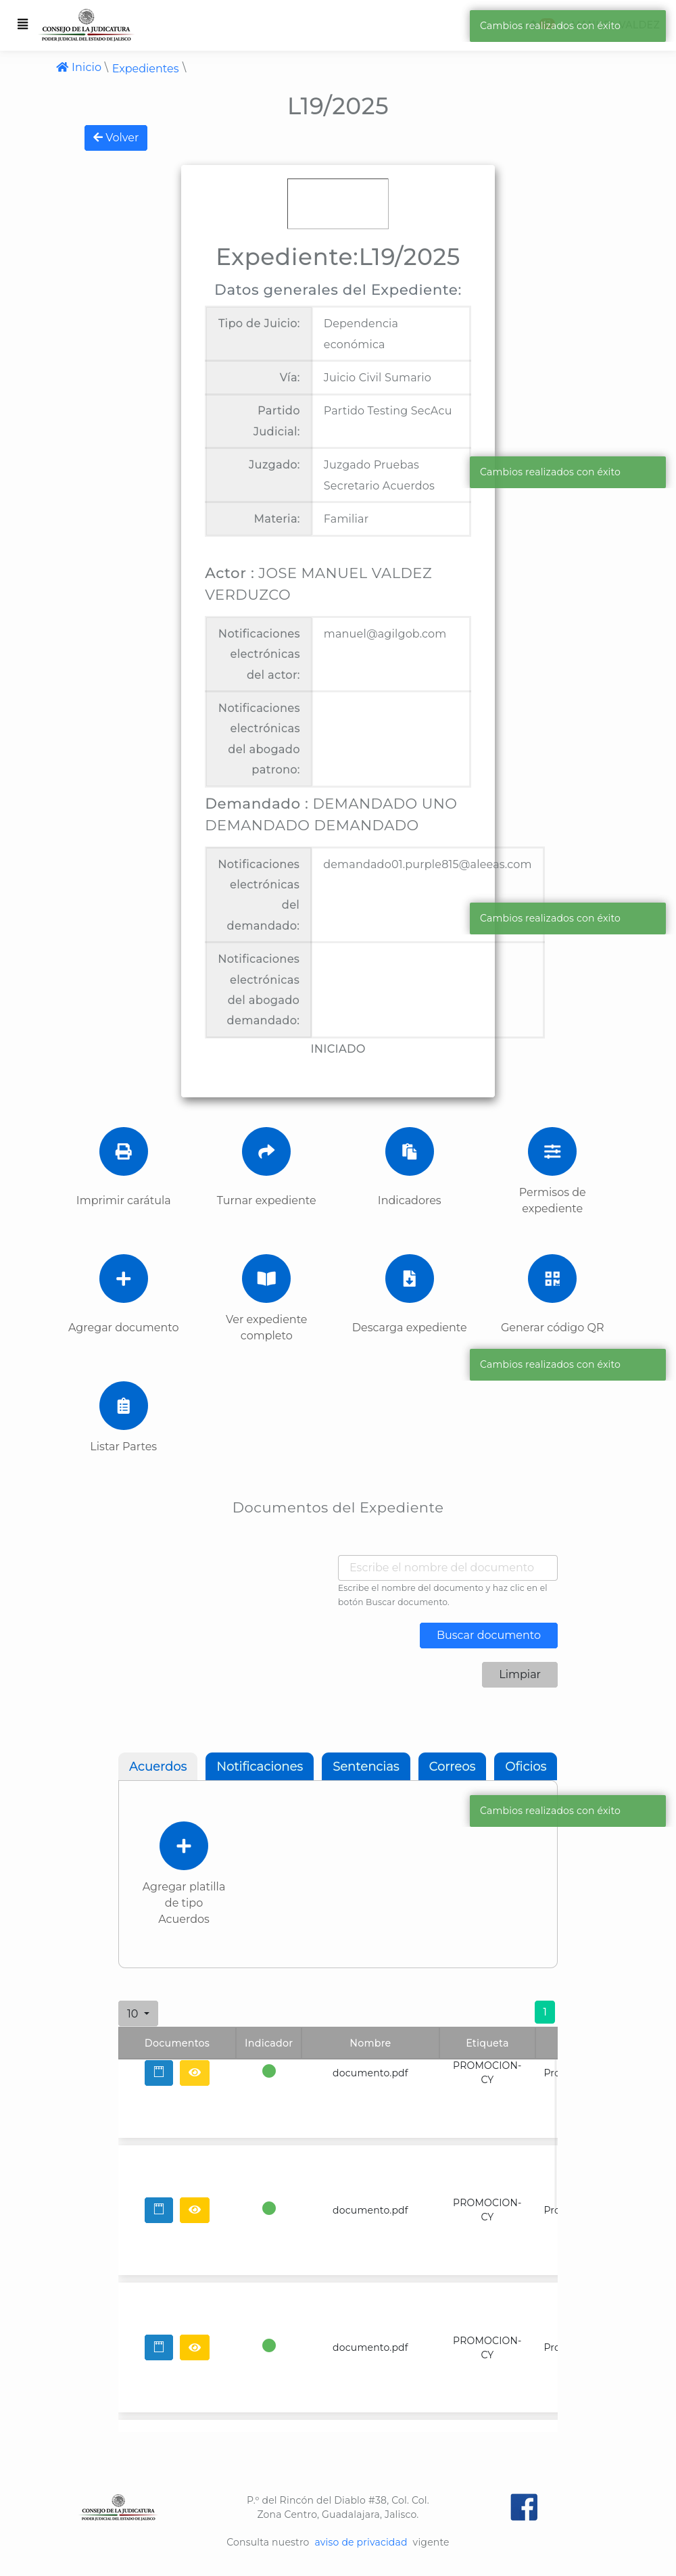 CONSEJO DE LA JUDICATURA
PODER JUDICIAL DEL ESTADO DE JALISCO
Cambios realizados con éxito
Inicio \ Expedientes \
L19/2025
Volver
Expediente:L19/2025
Datos generales del Expediente:
Tipo de Juicio: Dependencia
económica
Vía: Juicio Civil Sumario
Partido Partido Testing SecAcu
Judicial:
Juzgado: Juzgado Pruebas
Secretario Acuerdos
Cambios realizados con éxito
Materia: Familiar
Actor : JOSE MANUEL VALDEZ
VERDUZCO
Notificaciones manuel@agilgob.com
electrónicas
del actor:
Notificaciones
electrónicas
del abogado
patrono:
Demandado : DEMANDADO UNO
DEMANDADO DEMANDADO
Notificaciones demandado01.purple815@aleeas.com
electrónicas
del
demandado:
Cambios realizados con éxito
Notificaciones
electrónicas
del abogado
demandado:
INICIADO
Imprimir carátula
Turnar expediente
Indicadores
Permisos de
expediente
Agregar documento
Ver expediente
completo
Descarga expediente
Generar código QR
Cambios realizados con éxito
Listar Partes
Documentos del Expediente
Escribe el nombre del documento
Escribe el nombre del documento y haz clic en el
botón Buscar documento.
Buscar documento
Limpiar
Acuerdos Notificaciones Sentencias Correos Oficios
Cambios realizados con éxito
Agregar platilla
de tipo
Acuerdos
10 1
Documentos Indicador Nombre Etiqueta
documento.pdf PROMOCION-
CY
documento.pdf PROMOCION-
CY
documento.pdf PROMOCION-
CY
CONSEJO DE LA JUDICATURA
PODER JUDICIAL DEL ESTADO DE JALISCO
P.º del Rincón del Diablo #38, Col. Col.
Zona Centro, Guadalajara, Jalisco.
Consulta nuestro aviso de privacidad vigente